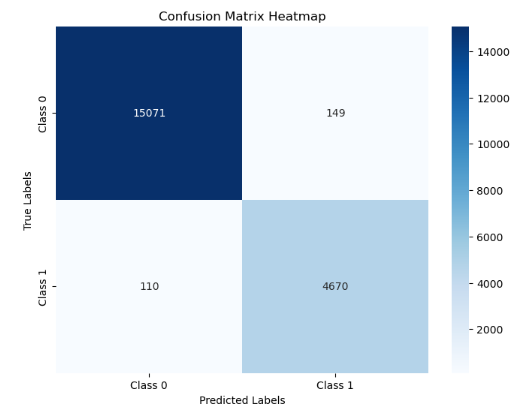 Confusion Matrix Heatmap
Class 0
Class 1
True Labels
15071
149
110
4670
Class 0
Class 1
Predicted Labels
14000
12000
10000
8000
6000
4000
2000